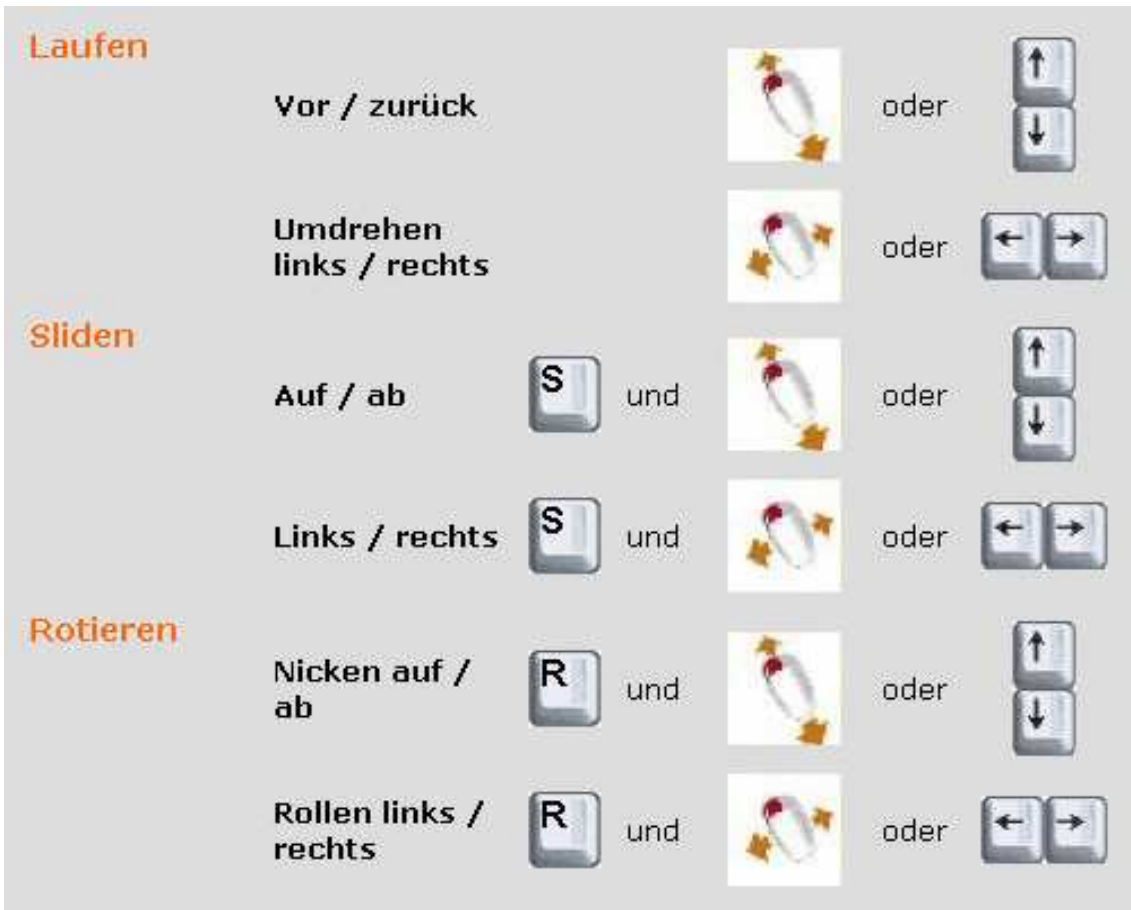 Laufen
Vor / zurück oder
Umdrehen
links / rechts oder
Sliden
Auf / ab S und oder
Links / rechts S und oder
Rotieren
Nicken auf /
ab R und oder
Rollen links /
rechts R und oder